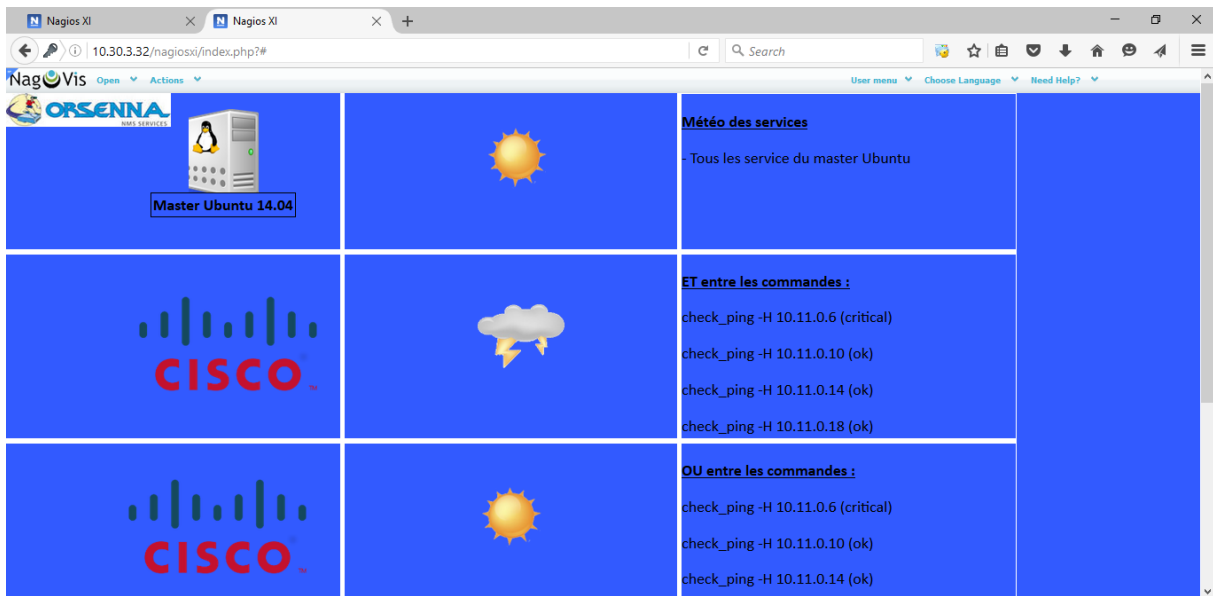 Nagios XI
Nagios XI
10.30.3.32/nagiosxi/index.php?#
Search
NagVis Open Actions User menu Choose Language Need Help?
ORSENNA
NMS SERVICES
Master Ubuntu 14.04
Météo des services
- Tous les service du master Ubuntu
CISCO
ET entre les commandes :
check_ping -H 10.11.0.6 (critical)
check_ping -H 10.11.0.10 (ok)
check_ping -H 10.11.0.14 (ok)
check_ping -H 10.11.0.18 (ok)
CISCO
OU entre les commandes :
check_ping -H 10.11.0.6 (critical)
check_ping -H 10.11.0.10 (ok)
check_ping -H 10.11.0.14 (ok)